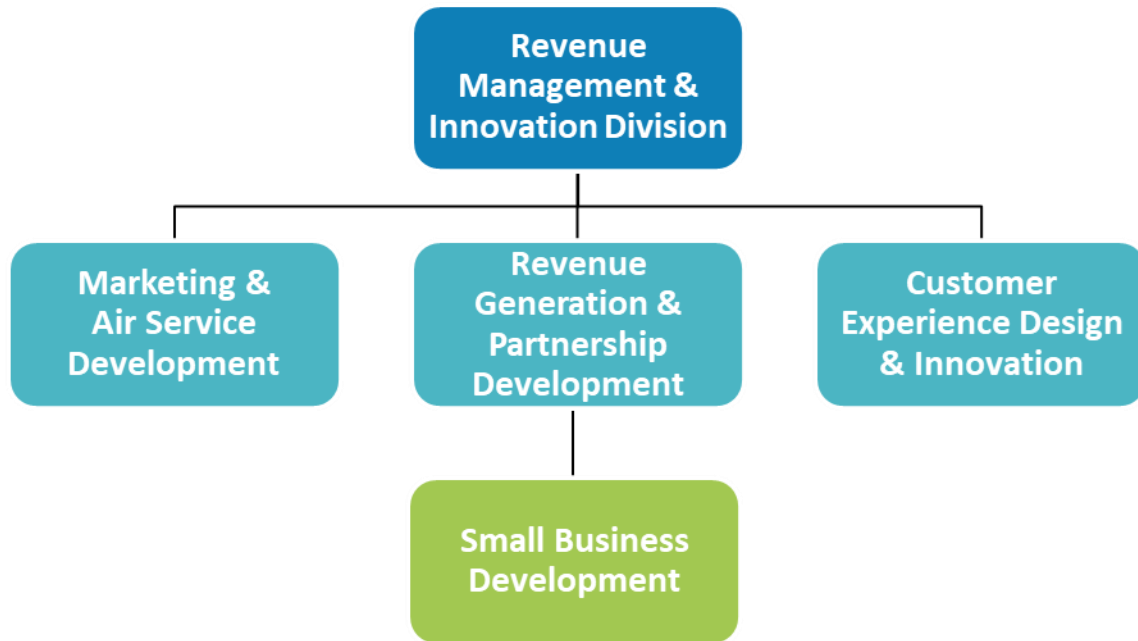 Revenue
Management &
Innovation Division
Marketing &
Air Service
Development
Revenue
Generation &
Partnership
Development
Customer
Experience Design
& Innovation
Small Business
Development